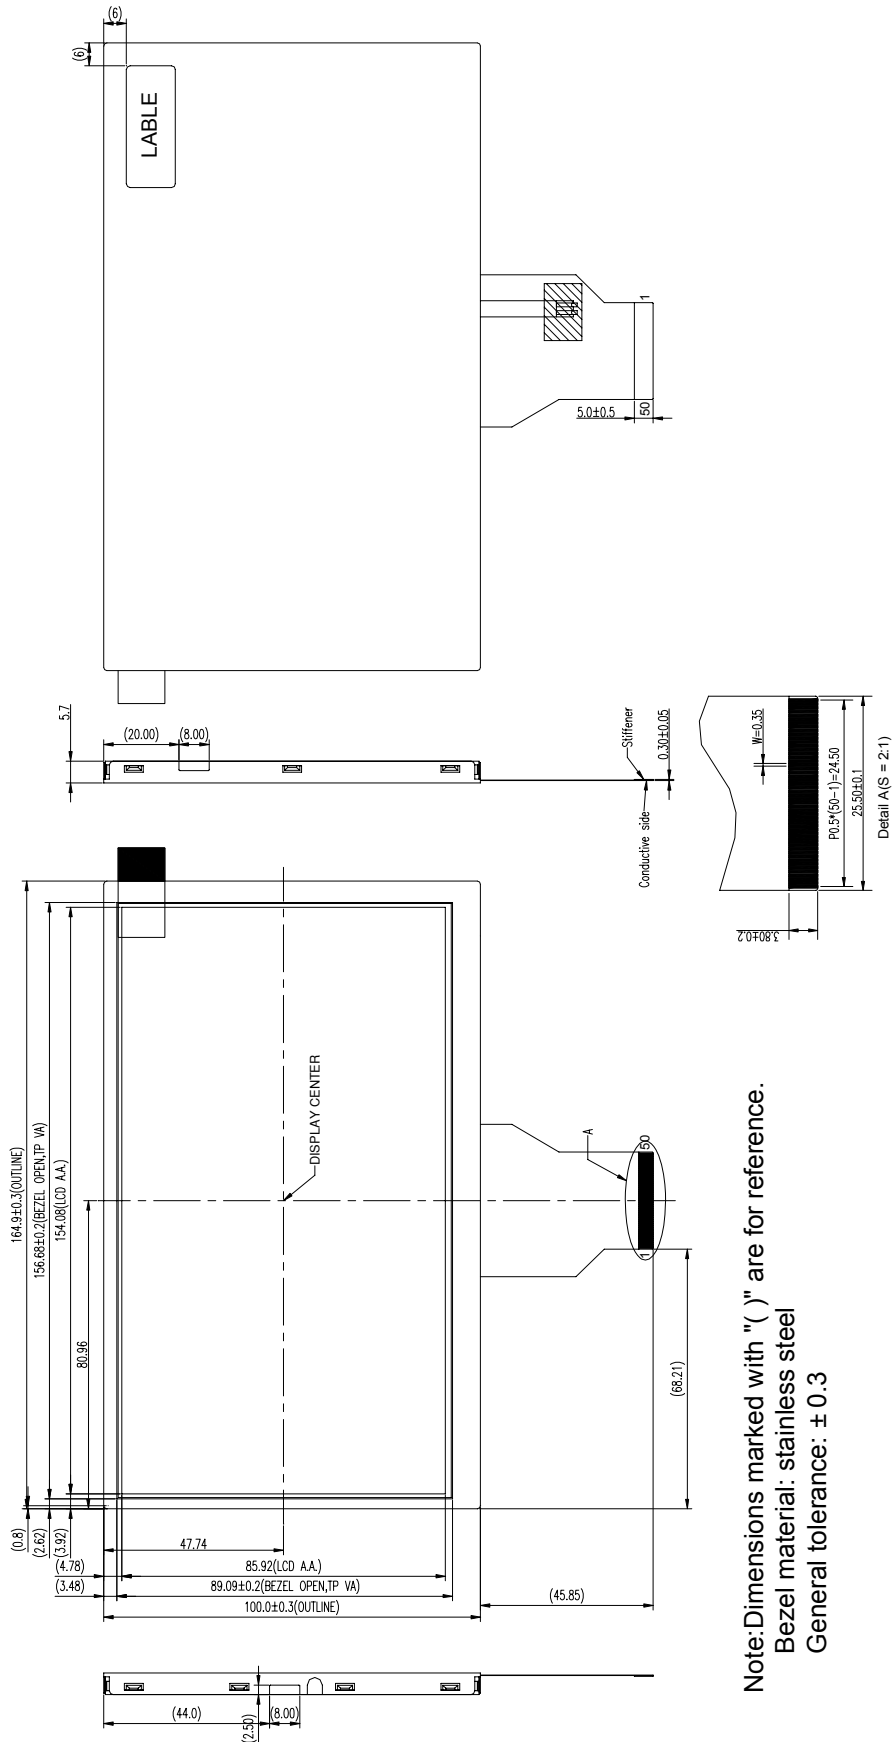 (6)
(6)
LABLE
5.0±0.5
50
1
5.7
(20.00)
(8.00)
Stiffener
Conductive side
0.30±0.05
W=0.35
P0.5*(50-1)=24.50
25.50±0.1
3.80±0.2
Detail A(S = 2:1)
164.9±0.3(OUTLINE)
156.68±0.2(BEZEL OPEN,TP VA)
154.08(LCD A.A.)
80.96
DISPLAY CENTER
A
50
1
(68.21)
(0.8)
(2.62)
(3.92)
(4.78)
(3.48)
47.74
85.92(LCD A.A.)
89.09±0.2(BEZEL OPEN,TP VA)
100.0±0.3(OUTLINE)
(45.85)
(44.0)
(2.50)
(8.00)
Note:Dimensions marked with "( )" are for reference.
Bezel material: stainless steel
General tolerance: ± 0.3